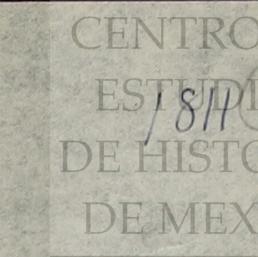 CENTRO
ESTUDI
1811
DE HISTO
DE MEX